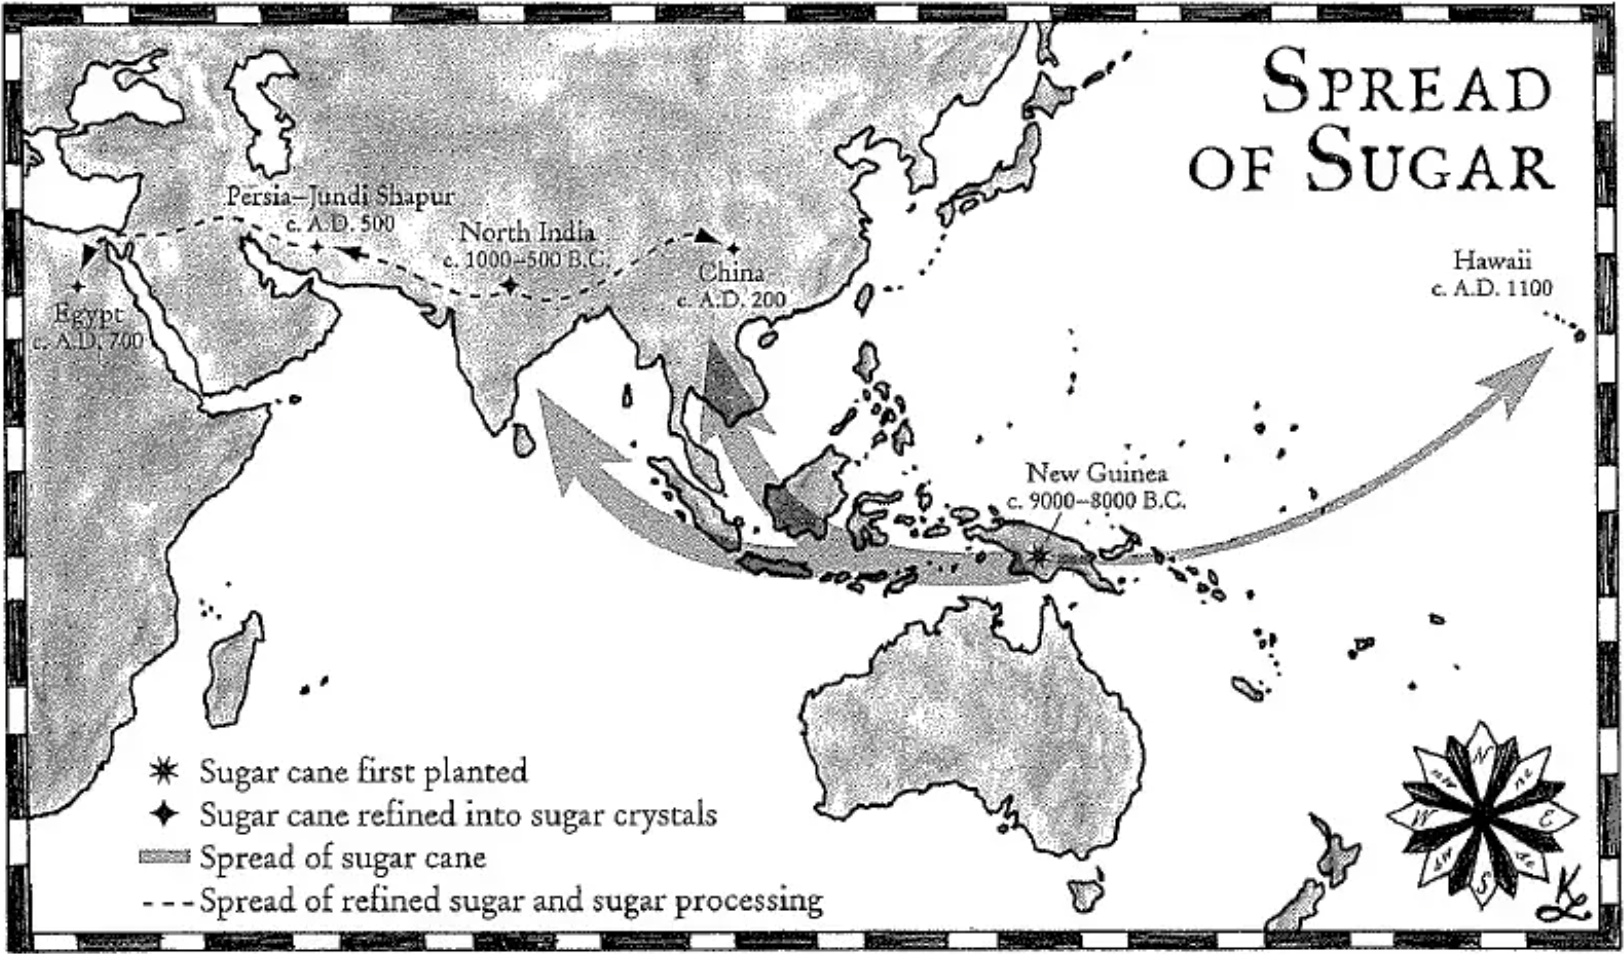 SPREAD
OF SUGAR
Persia–Jundi Shapur
c. A.D. 500
North India
c. 1000–500 B.C.
China
c. A.D. 200
Egypt
c. A.D. 700
Hawaii
c. A.D. 1100
New Guinea
c. 9000–8000 B.C.
Sugar cane first planted
Sugar cane refined into sugar crystals
Spread of sugar cane
Spread of refined sugar and sugar processing
N
NW
NE
W
E
SW
SE
S